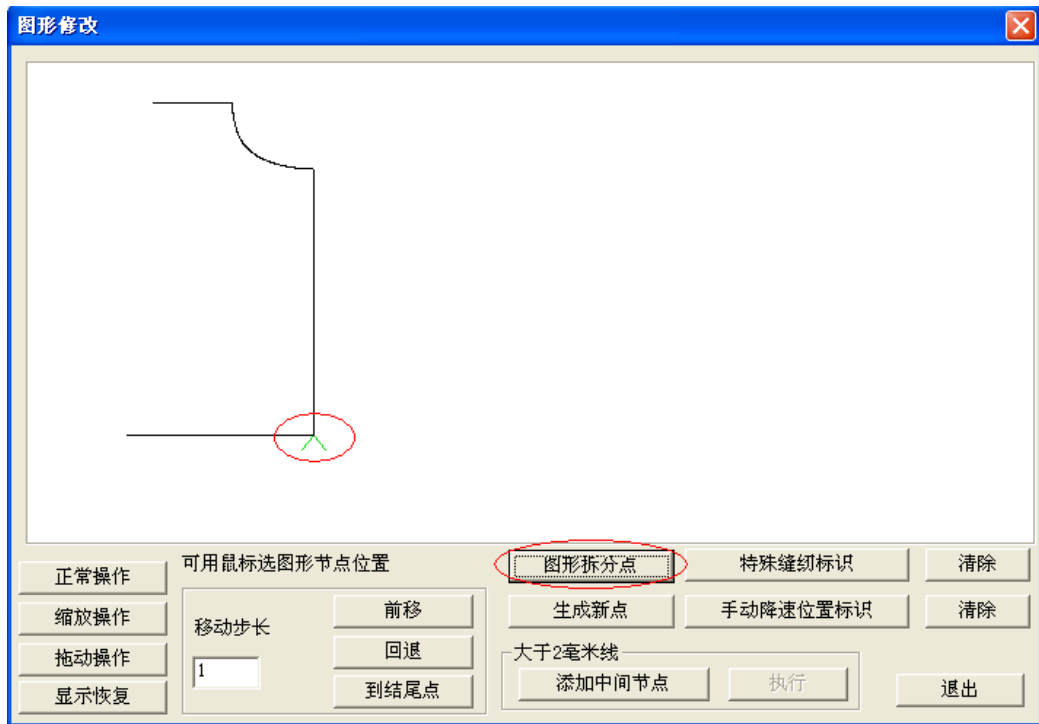 图形修改
可用鼠标选图形节点位置
正常操作
缩放操作
拖动操作
显示恢复
移动步长
1
前移
回退
到结尾点
图形拆分点
特殊缝纫标识
清除
生成新点
手动降速位置标识
清除
大于2毫米线
添加中间节点
执行
退出